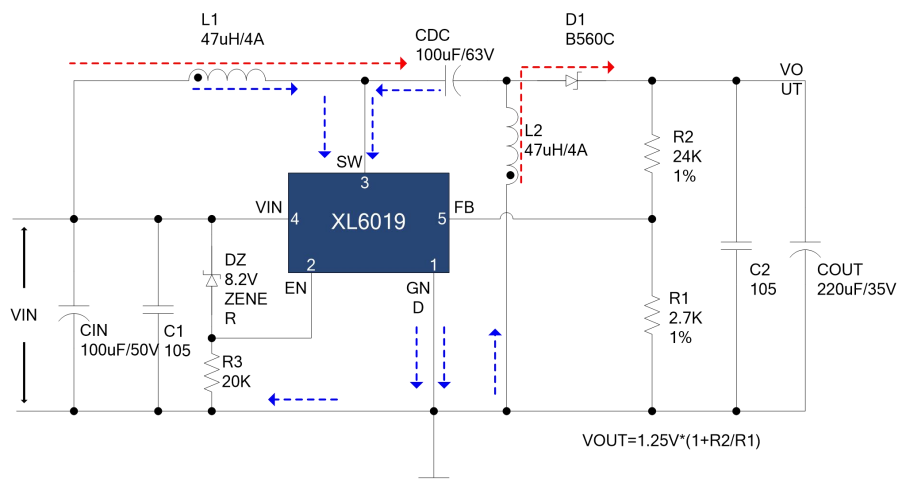 L1
47uH/4A
CDC
100uF/63V
D1
B560C
VO
UT
L2
47uH/4A
R2
24K
1%
SW
3
VIN
4
XL6019
5
FB
2
1
EN
GN
D
DZ
8.2V
ZENE
R
VIN
CIN
100uF/50V
C1
105
R3
20K
R1
2.7K
1%
C2
105
COUT
220uF/35V
VOUT=1.25V*(1+R2/R1)